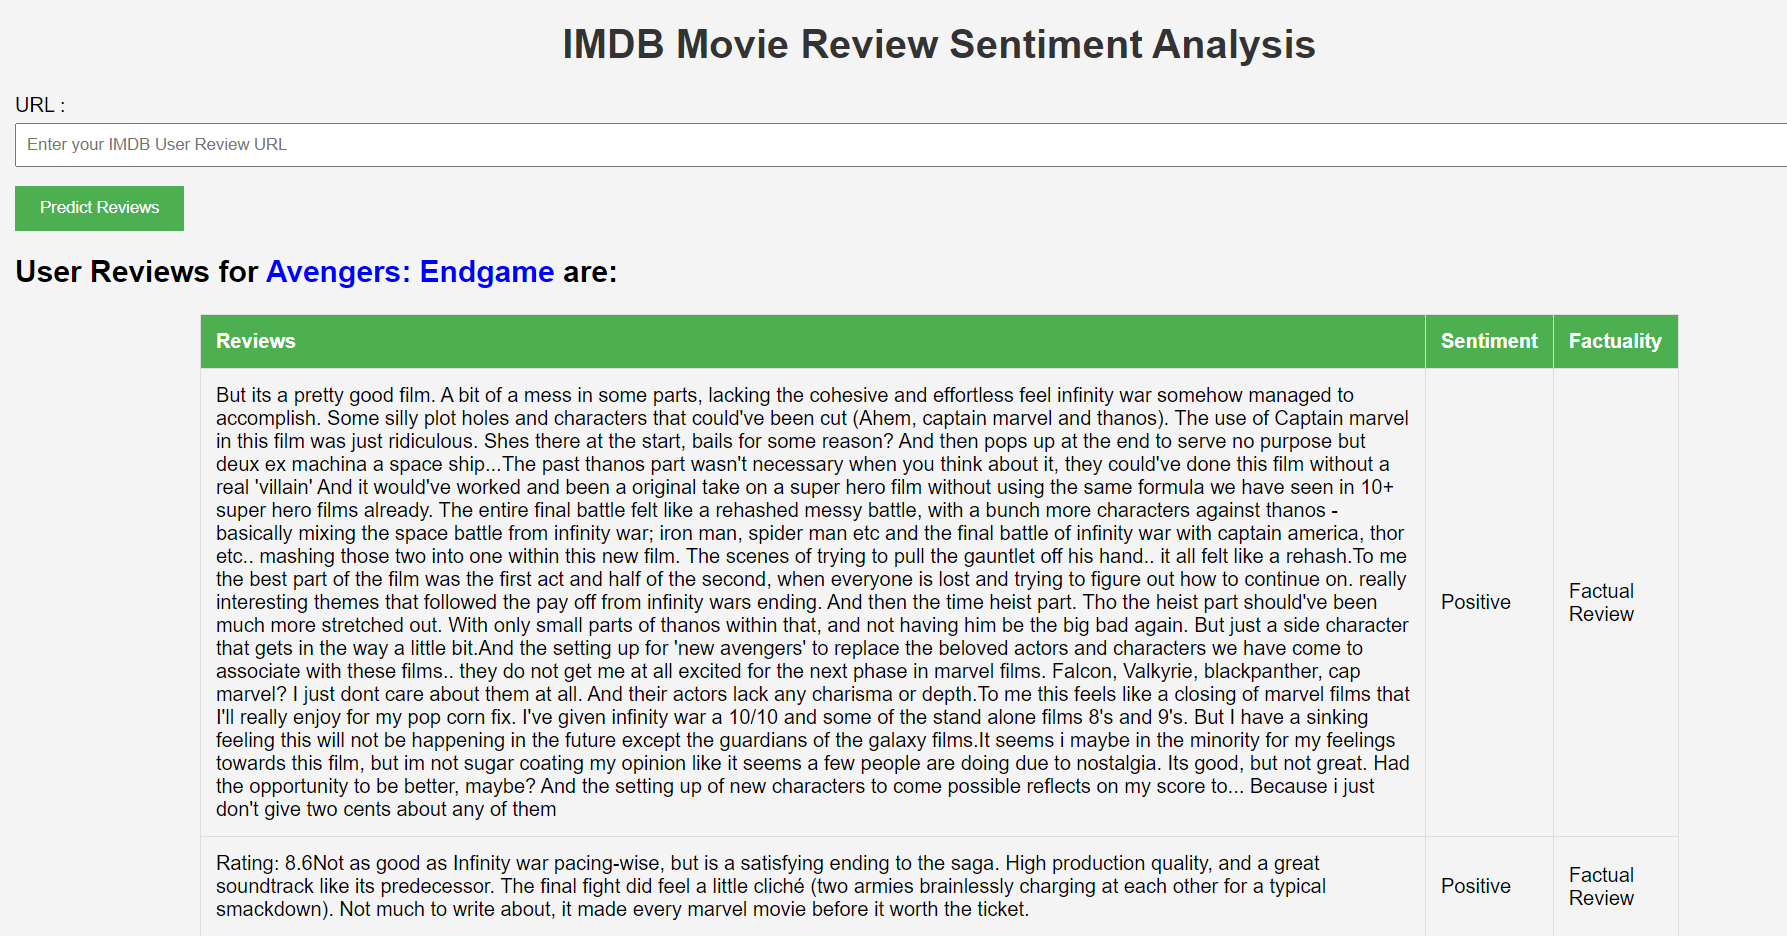 IMDB Movie Review Sentiment Analysis
URL :
Enter your IMDB User Review URL
Predict Reviews
User Reviews for Avengers: Endgame are:
Reviews Sentiment Factuality
But its a pretty good film. A bit of a mess in some parts, lacking the cohesive and effortless feel infinity war somehow managed to
accomplish. Some silly plot holes and characters that could've been cut (Ahem, captain marvel and thanos). The use of Captain marvel
in this film was just ridiculous. Shes there at the start, bails for some reason? And then pops up at the end to serve no purpose but
deux ex machina a space ship...The past thanos part wasn't necessary when you think about it, they could've done this film without a
real 'villain' And it would've worked and been a original take on a super hero film without using the same formula we have seen in 10+
super hero films already. The entire final battle felt like a rehashed messy battle, with a bunch more characters against thanos -
basically mixing the space battle from infinity war; iron man, spider man etc and the final battle of infinity war with captain america, thor
etc.. mashing those two into one within this new film. The scenes of trying to pull the gauntlet off his hand.. it all felt like a rehash.To me
the best part of the film was the first act and half of the second, when everyone is lost and trying to figure out how to continue on. really
interesting themes that followed the pay off from infinity wars ending. And then the time heist part. Tho the heist part should've been
much more stretched out. With only small parts of thanos within that, and not having him be the big bad again. But just a side character
that gets in the way a little bit.And the setting up for 'new avengers' to replace the beloved actors and characters we have come to
associate with these films.. they do not get me at all excited for the next phase in marvel films. Falcon, Valkyrie, blackpanther, cap
marvel? I just dont care about them at all. And their actors lack any charisma or depth.To me this feels like a closing of marvel films that
I'll really enjoy for my pop corn fix. I've given infinity war a 10/10 and some of the stand alone films 8's and 9's. But I have a sinking
feeling this will not be happening in the future except the guardians of the galaxy films.It seems i maybe in the minority for my feelings
towards this film, but im not sugar coating my opinion like it seems a few people are doing due to nostalgia. Its good, but not great. Had
the opportunity to be better, maybe? And the setting up of new characters to come possible reflects on my score to... Because i just
don't give two cents about any of them
Positive
Factual
Review
Rating: 8.6Not as good as Infinity war pacing-wise, but is a satisfying ending to the saga. High production quality, and a great
soundtrack like its predecessor. The final fight did feel a little cliché (two armies brainlessly charging at each other for a typical
smackdown). Not much to write about, it made every marvel movie before it worth the ticket.
Positive
Factual
Review